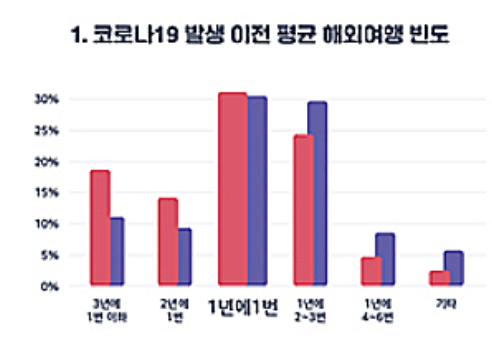 1. 코로나19 발생 이전 평균 해외여행 빈도
30%
25%
20%
15%
10%
5%
0%
3년에
1번 이하
2년에
1번
1년에1번
1년에
2~3번
1년에
4~6번
기타